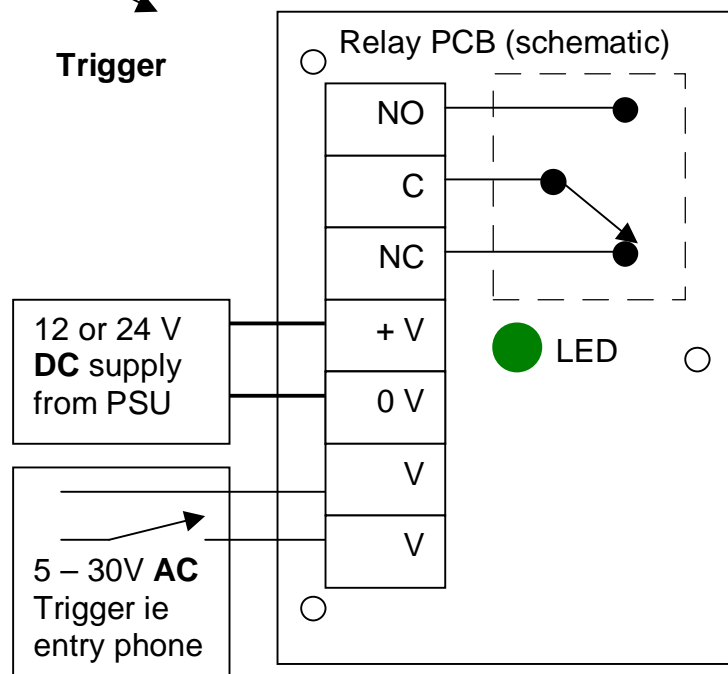 Trigger
Relay PCB (schematic)
NO
C
NC
+ V
0 V
V
V
LED
12 or 24 V
DC supply
from PSU
5 – 30V AC
Trigger ie
entry phone